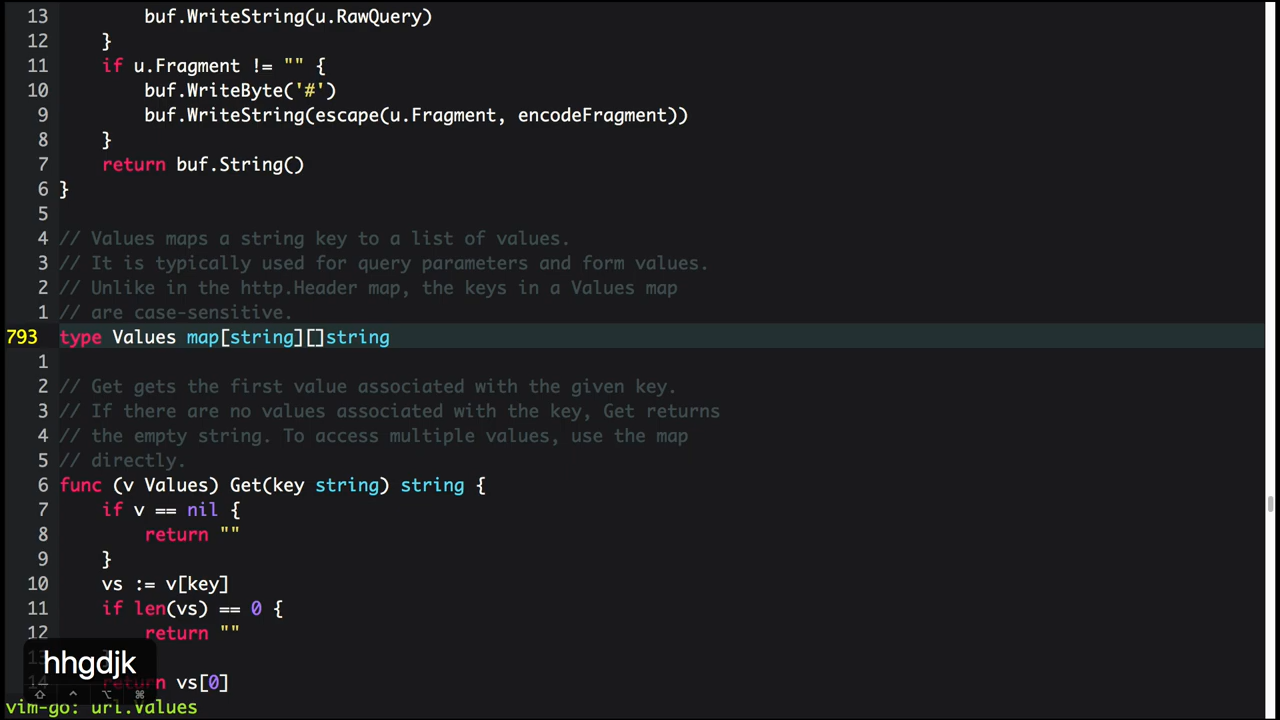 13         buf.WriteString(u.RawQuery)
12     }
11     if u.Fragment != "" {
10         buf.WriteByte('#')
9         buf.WriteString(escape(u.Fragment, encodeFragment))
8     }
7     return buf.String()
6 }
5
4 // Values maps a string key to a list of values.
3 // It is typically used for query parameters and form values.
2 // Unlike in the http.Header map, the keys in a Values map
1 // are case-sensitive.
793 type Values map[string][]string
1
2 // Get gets the first value associated with the given key.
3 // If there are no values associated with the key, Get returns
4 // the empty string. To access multiple values, use the map
5 // directly.
6 func (v Values) Get(key string) string {
7     if v == nil {
8         return ""
9     }
10     vs := v[key]
11     if len(vs) == 0 {
12         return ""
13     }
14     return vs[0]
hhgdjk
⇧ ⌃ ⌥ ⌘
vim-go: url.Values